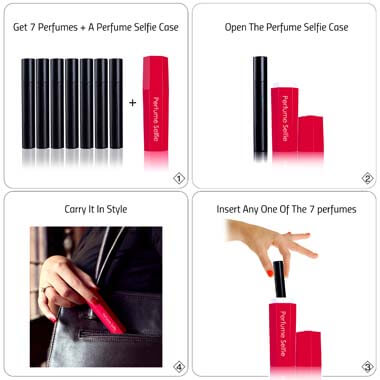 Get 7 Perfumes + A Perfume Selfie Case
+
Perfume Selfie
1
Open The Perfume Selfie Case
Perfume Selfie
2
Carry It In Style
4
Insert Any One Of The 7 perfumes
Perfume Selfie
3